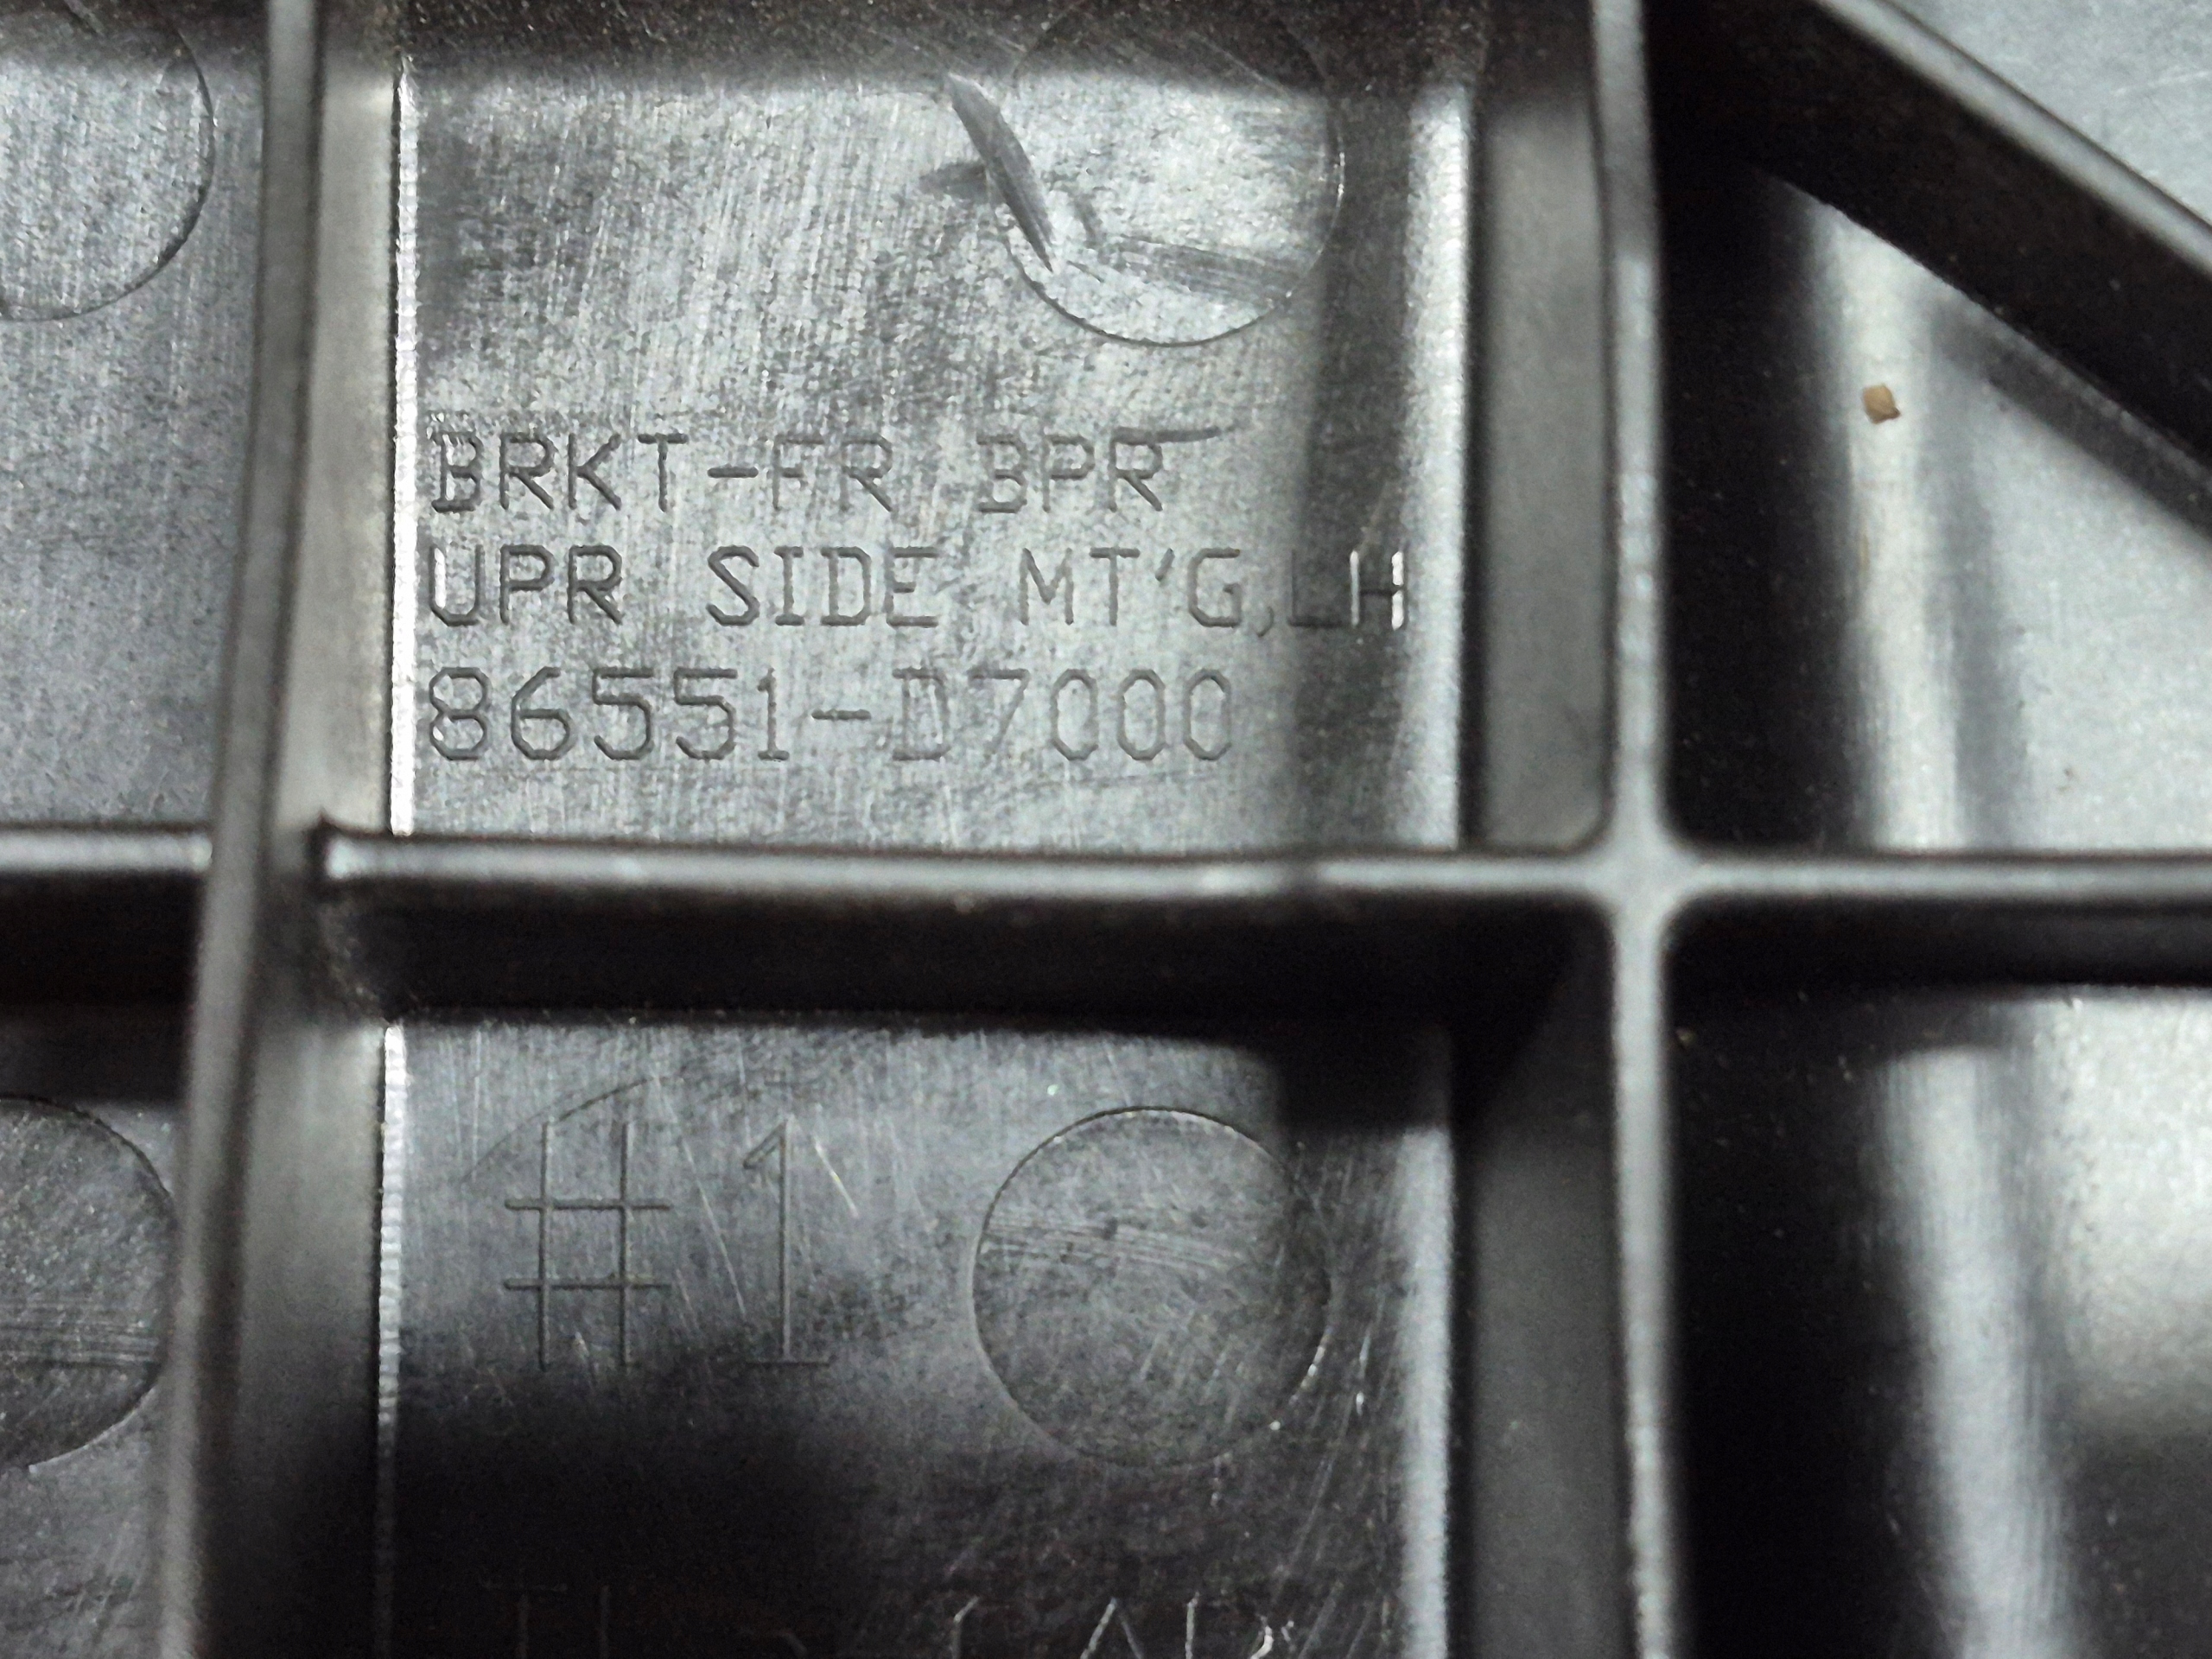 BRKT-FR BPR
UPR SIDE MT'G,LH
86551-D7000
#1